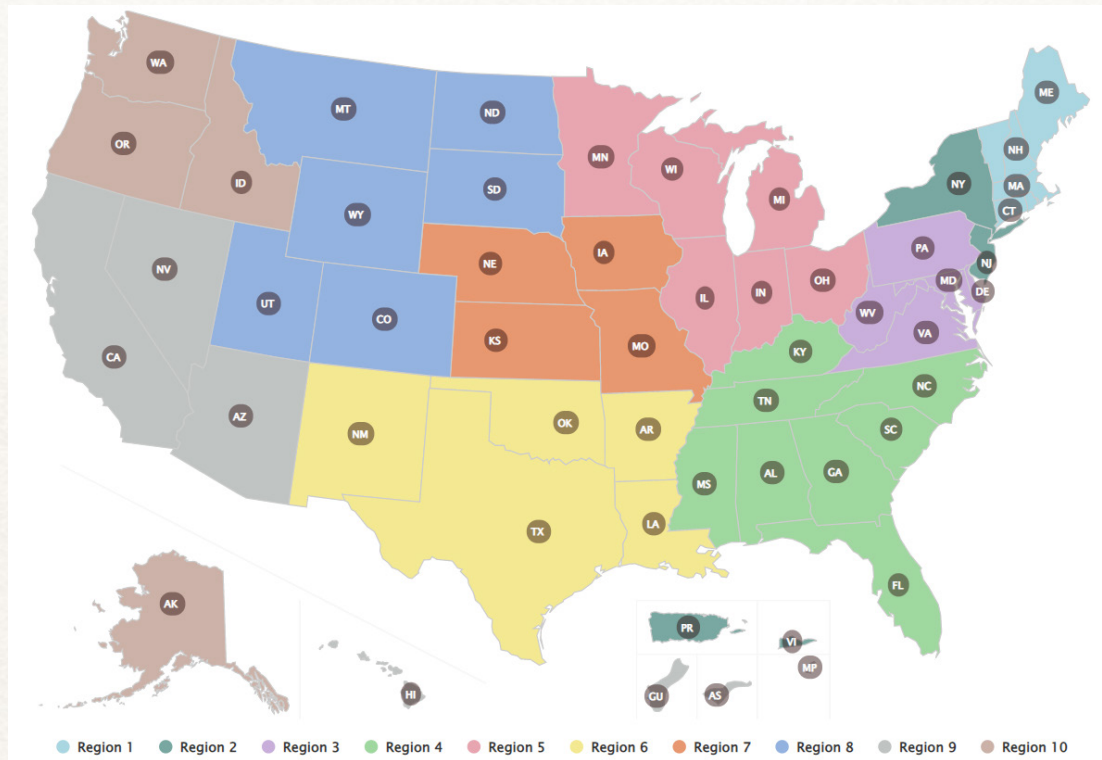 WA
MT
ND
ME
OR
MN
NH
WI
ID
SD
NY
MA
MI
WY
CT
PA
IA
NE
NV
NJ
OH
MD
IN
DE
IL
UT
WV
CO
VA
KS
MO
KY
CA
NC
TN
AZ
OK
AR
SC
NM
GA
AL
MS
LA
TX
FL
AK
PR
VI
MP
HI
GU
AS
Region 1 Region 2 Region 3 Region 4 Region 5 Region 6 Region 7 Region 8 Region 9 Region 10